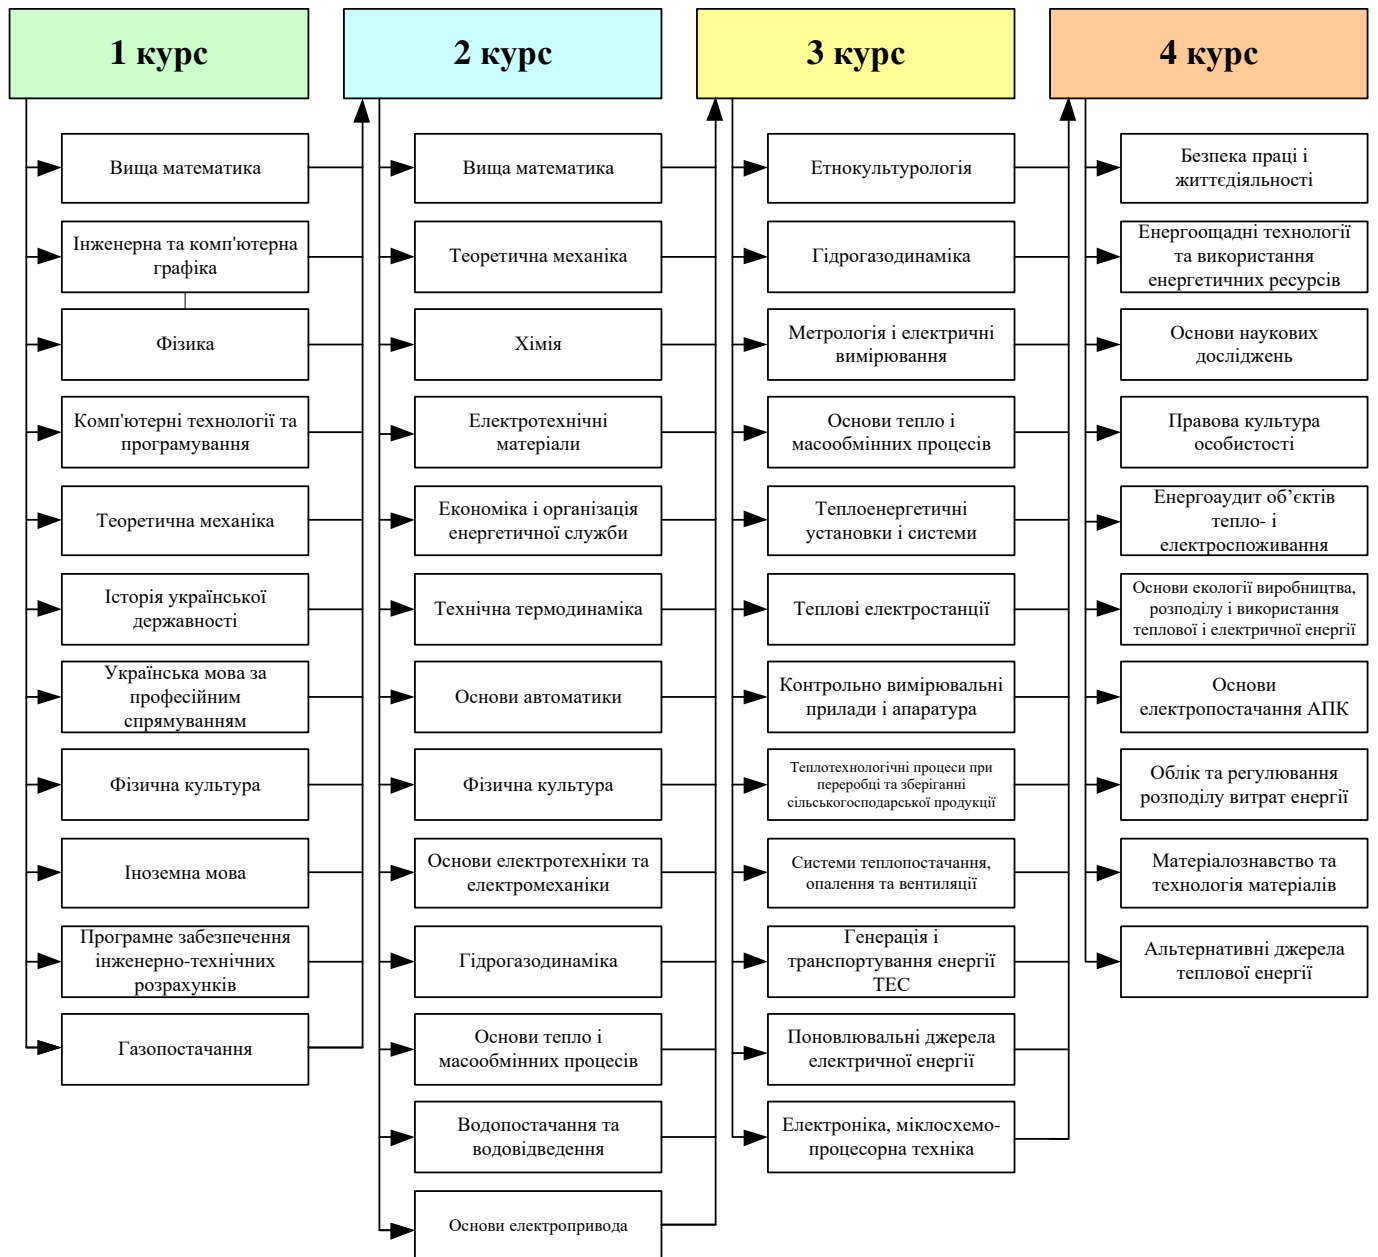 1 курс
Вища математика
Інженерна та комп'ютерна
графіка
Фізика
Комп'ютерні технології та
програмування
Теоретична механіка
Історія української
державності
Українська мова за
професійним
спрямуванням
Фізична культура
Іноземна мова
Програмне забезпечення
інженерно-технічних
розрахунків
Газопостачання
2 курс
Вища математика
Теоретична механіка
Хімія
Електротехнічні
матеріали
Економіка і організація
енергетичної служби
Технічна термодинаміка
Основи автоматики
Фізична культура
Основи електротехніки та
електромеханіки
Гідрогазодинаміка
Основи тепло і
масообмінних процесів
Водопостачання та
водовідведення
Основи електропривода
3 курс
Етнокультурологія
Гідрогазодинаміка
Метрологія і електричні
вимірювання
Основи тепло і
масообмінних процесів
Теплоенергетичні
установки і системи
Теплові електростанції
Контрольно вимірювальні
прилади і апаратура
Теплотехнологічні процеси при
переробці та зберіганні
сільськогосподарської продукції
Системи теплопостачання,
опалення та вентиляції
Генерація і
транспортування енергії
ТЕС
Поновлювальні джерела
електричної енергії
Електроніка, міклосхемо-
процесорна техніка
4 курс
Безпека праці і
життєдіяльності
Енергоощадні технології
та використання
енергетичних ресурсів
Основи наукових
досліджень
Правова культура
особистості
Енергоаудит об’єктів
тепло- і
електроспоживання
Основи екології виробництва,
розподілу і використання
теплової і електричної енергії
Основи
електропостачання АПК
Облік та регулювання
розподілу витрат енергії
Матеріалознавство та
технологія матеріалів
Альтернативні джерела
теплової енергії